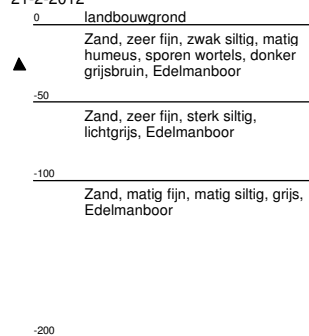 21-2-2012
0 landbouwgrond
Zand, zeer fijn, zwak siltig, matig
humeus, sporen wortels, donker
grijsbruin, Edelmanboor
-50
Zand, zeer fijn, sterk siltig,
lichtgrijs, Edelmanboor
-100
Zand, matig fijn, matig siltig, grijs,
Edelmanboor
-200